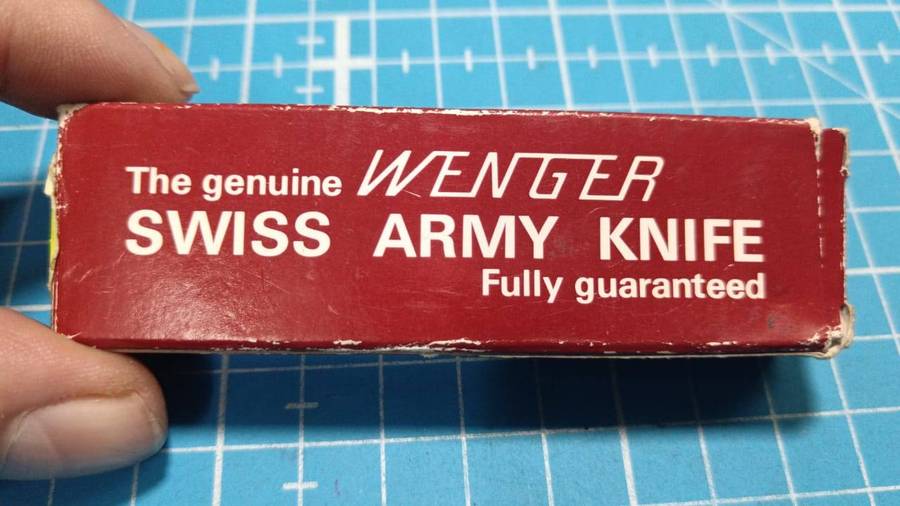 The genuine WENGER
SWISS ARMY KNIFE
Fully guaranteed